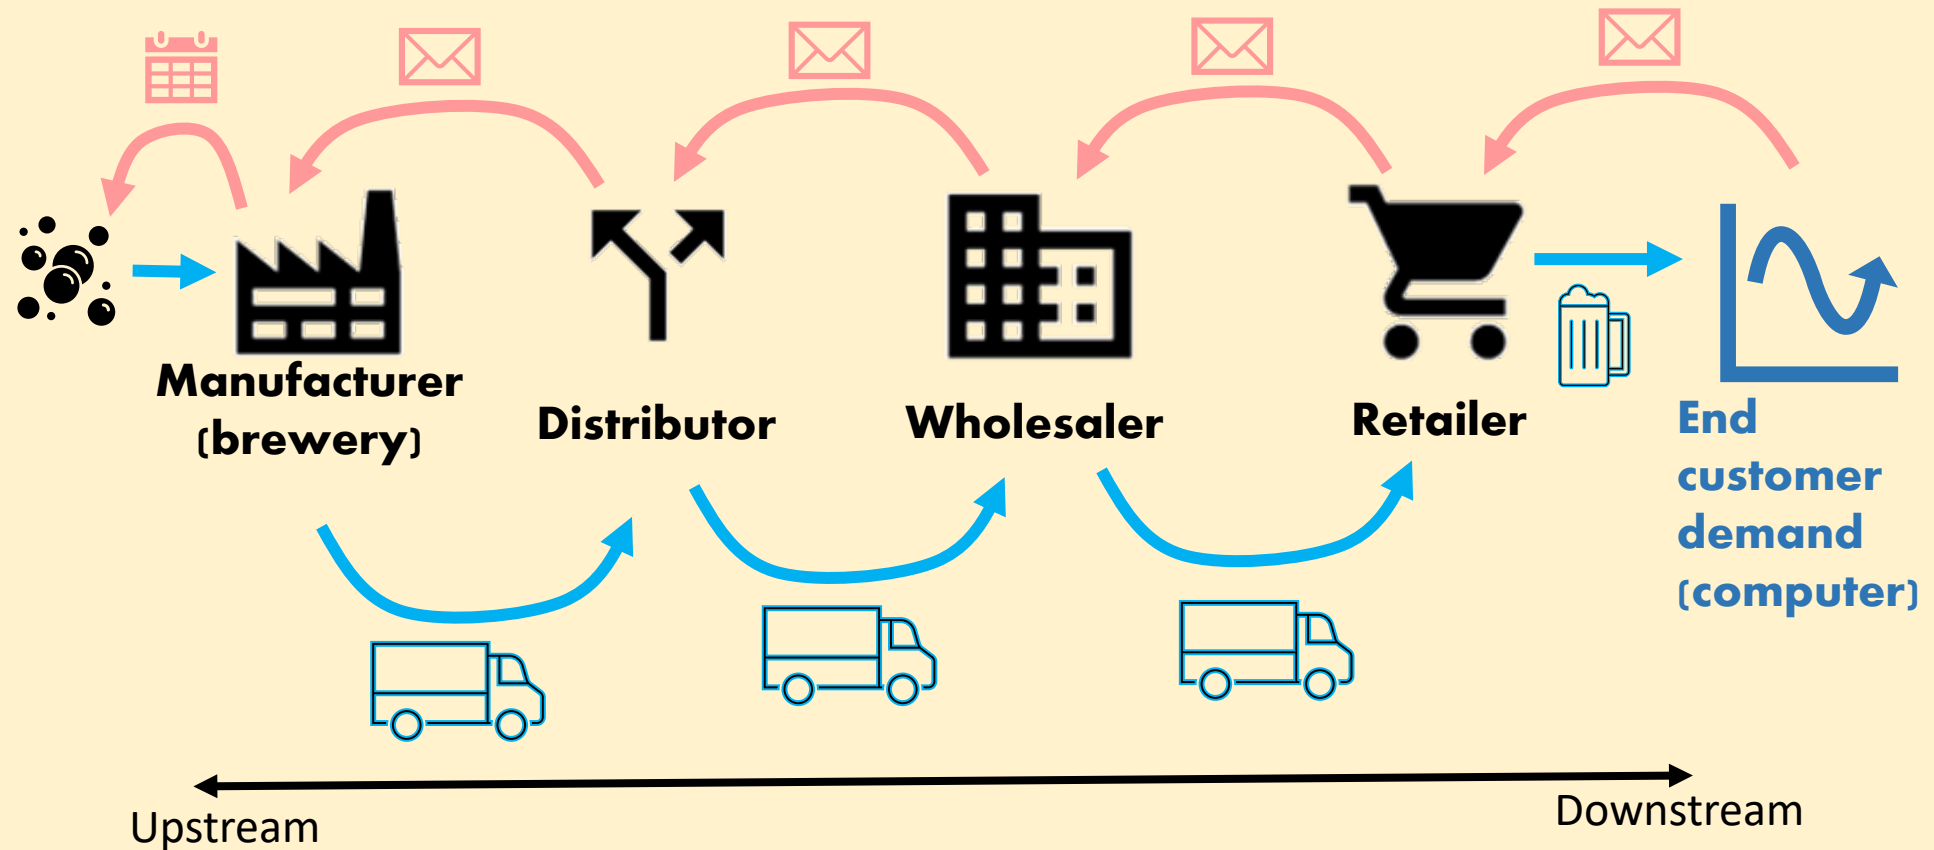 Manufacturer
(brewery)
Distributor
Wholesaler
Retailer
End
customer
demand
(computer)
Upstream
Downstream